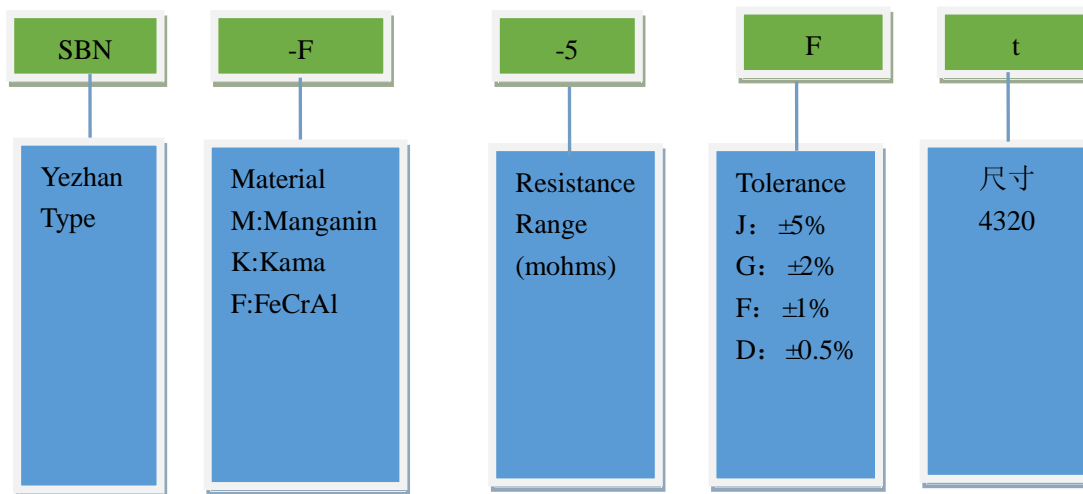 SBN
-F
-5
F
t
Yezhan
Type
Material
M:Manganin
K:Kama
F:FeCrAl
Resistance
Range
(mohms)
Tolerance
J：±5%
G：±2%
F：±1%
D：±0.5%
尺寸
4320